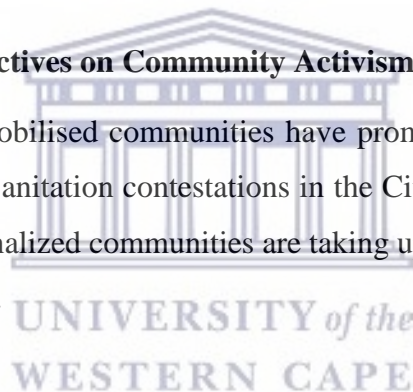 ctives on Community Activism
obilised communities have pron
anitation contestations in the Ci
nalized communities are taking u
UNIVERSITY of the
WESTERN CAPE